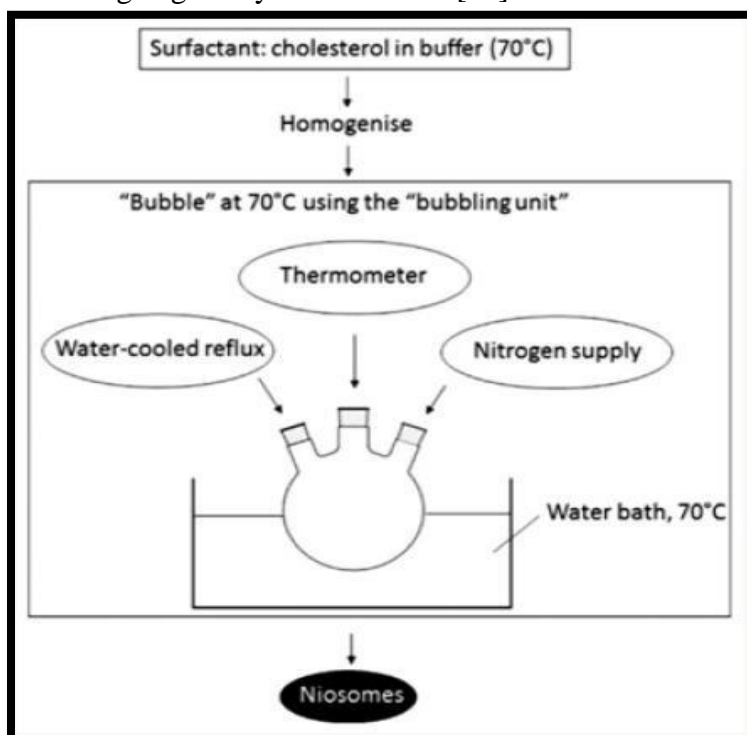 Surfactant: cholesterol in buffer (70°C)
Homogenise
"Bubble" at 70°C using the "bubbling unit"
Thermometer
Water-cooled reflux
Nitrogen supply
Water bath, 70°C
Niosomes